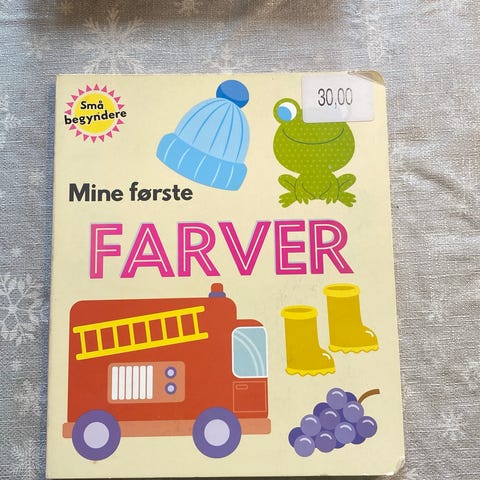 Små
begyndere
30,00
Mine første
FARVER